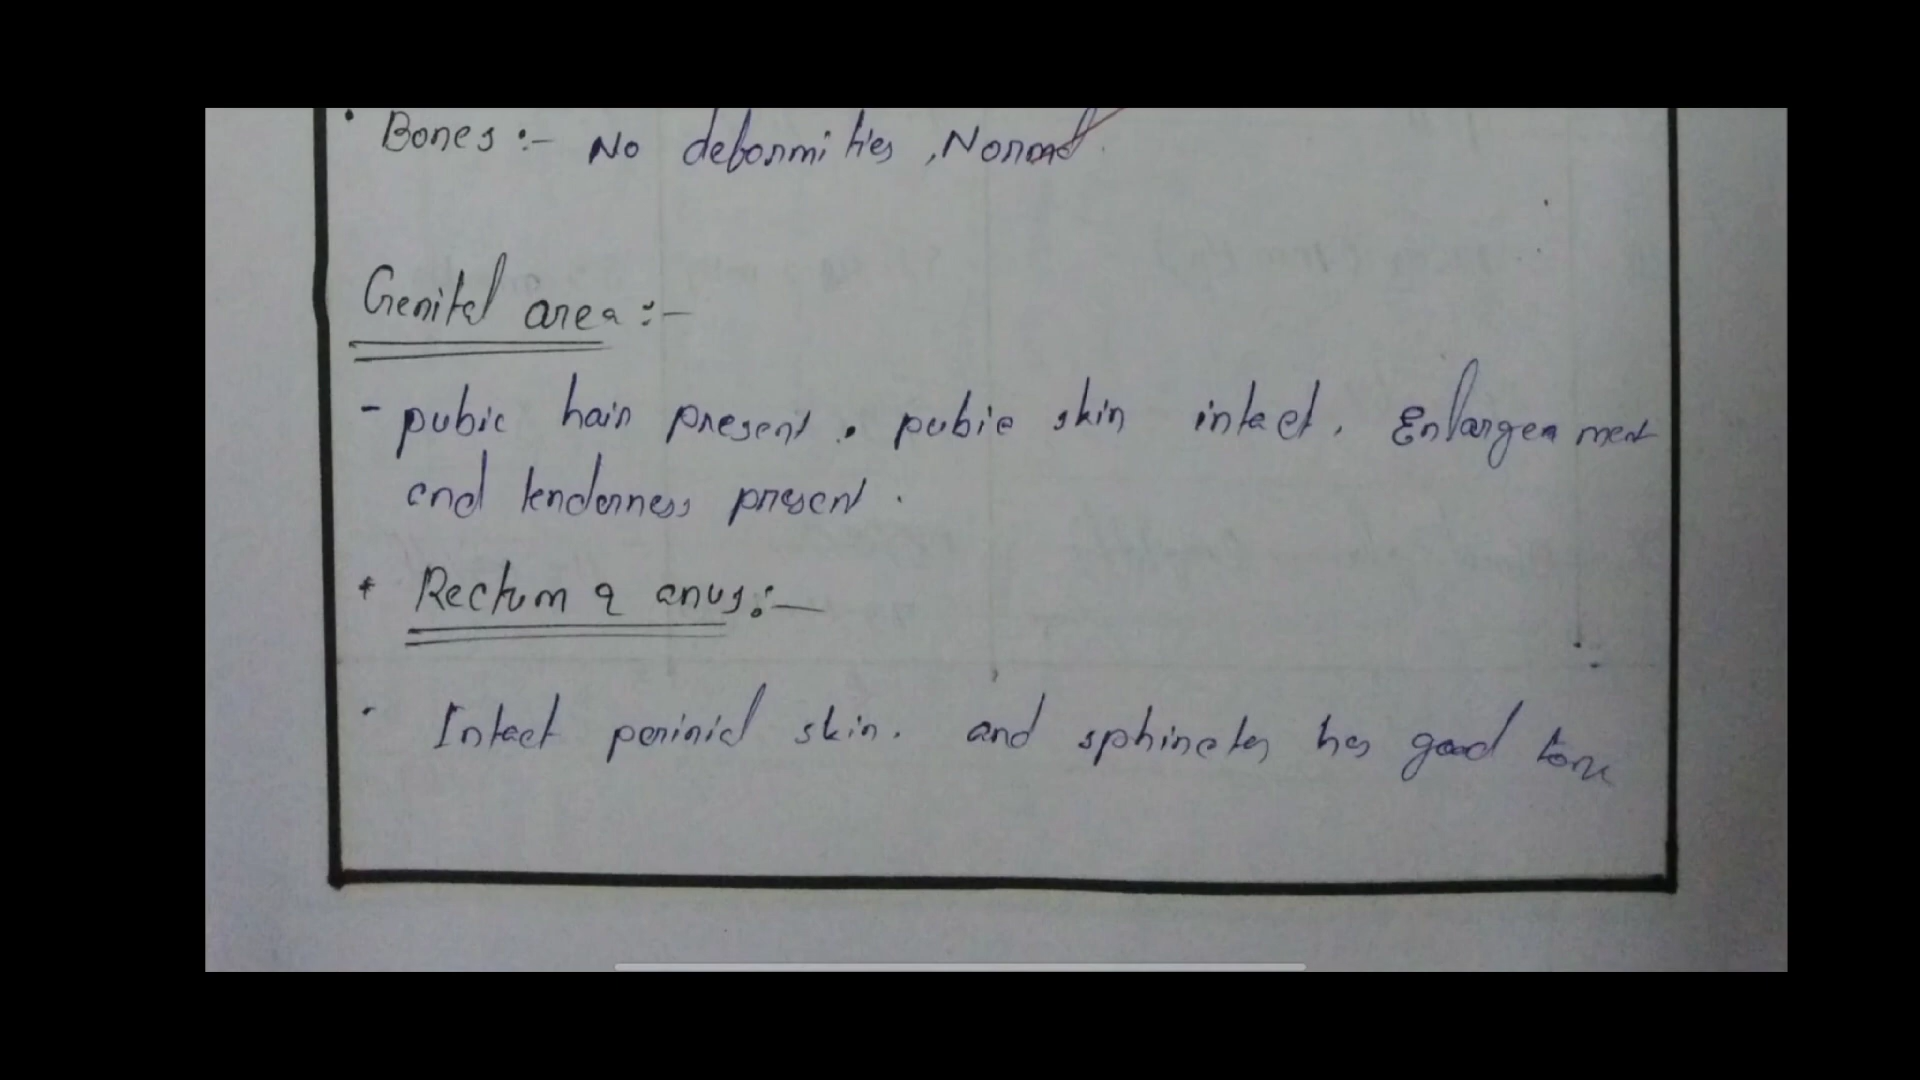 • Bones :- No deformities, Normal.
Genital area :-
- pubic hair present. pubic skin intact. Enlargement
and tenderness present.
* Rectum & anus :-
• Intact perinial skin. and sphincter has good tone